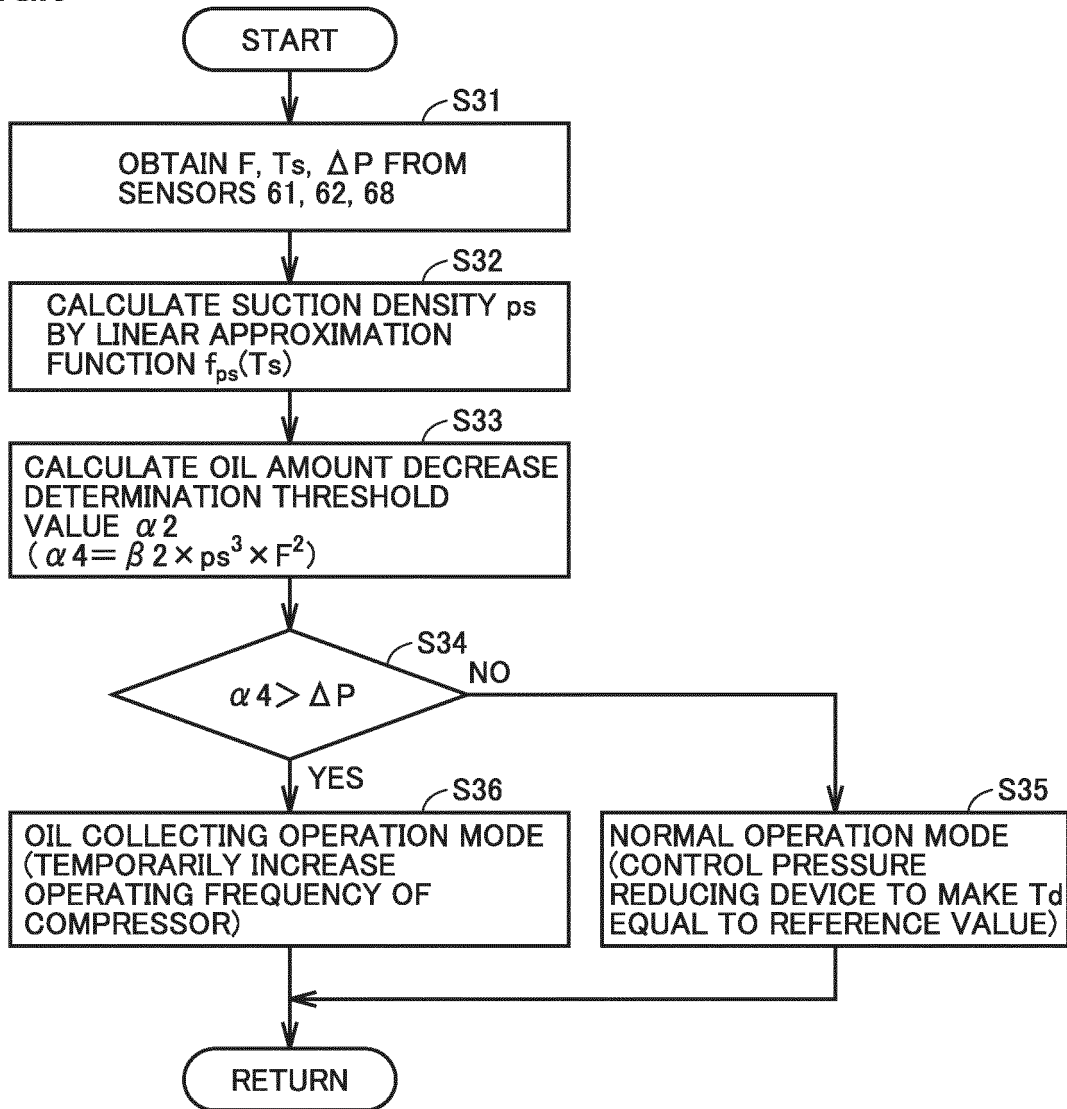 START
S31
OBTAIN F, Ts, ΔP FROM
SENSORS 61, 62, 68
S32
CALCULATE SUCTION DENSITY ps
BY LINEAR APPROXIMATION
FUNCTION fps(Ts)
S33
CALCULATE OIL AMOUNT DECREASE
DETERMINATION THRESHOLD
VALUE α2
(α4=β2×ps³×F²)
S34
α4>ΔP
NO
YES
S36
OIL COLLECTING OPERATION MODE
(TEMPORARILY INCREASE
OPERATING FREQUENCY OF
COMPRESSOR)
S35
NORMAL OPERATION MODE
(CONTROL PRESSURE
REDUCING DEVICE TO MAKE Td
EQUAL TO REFERENCE VALUE)
RETURN